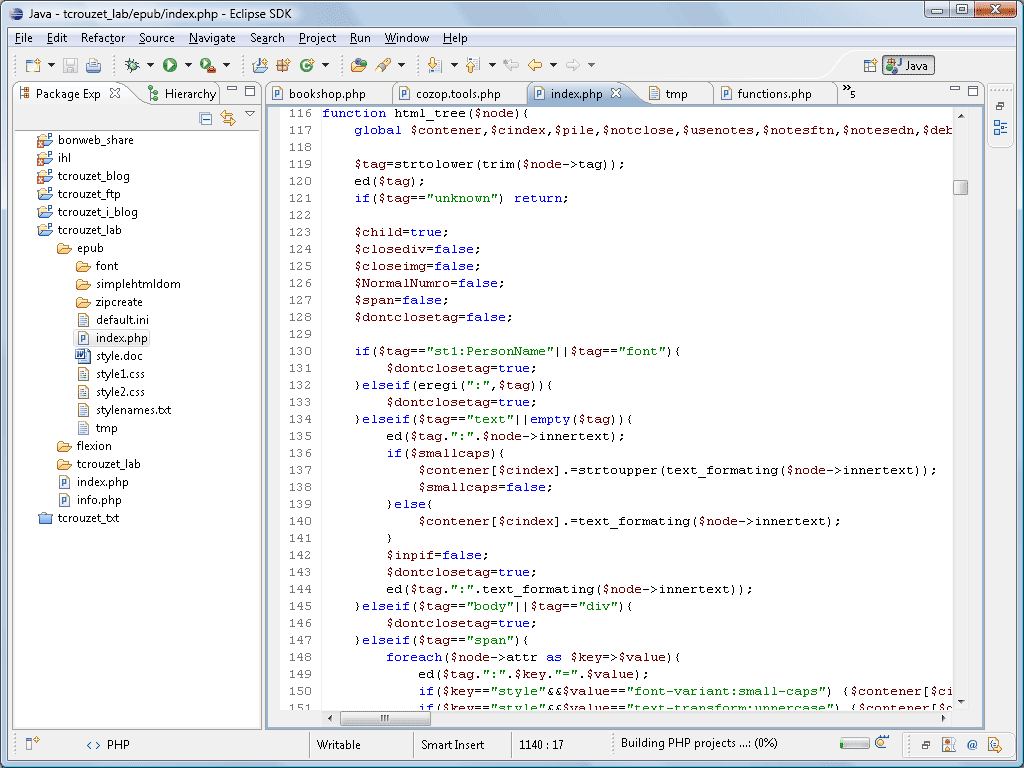 Java - tcrouzet_lab/epub/index.php - Eclipse SDK
File Edit Refactor Source Navigate Search Project Run Window Help
Java
Package Exp Hierarchy
bookshop.php cozop.tools.php index.php tmp functions.php »5
bonweb_share
ihl
tcrouzet_blog
tcrouzet_ftp
tcrouzet_i_blog
tcrouzet_lab
epub
font
simplehtmldom
zipcreate
default.ini
index.php
style.doc
style1.css
style2.css
stylenames.txt
tmp
flexion
tcrouzet_lab
index.php
info.php
tcrouzet_txt
116 function html_tree($node){
117     global $contener,$cindex,$pile,$notclose,$usenotes,$notesftn,$notesedn,$deb
118
119     $tag=strtolower(trim($node->tag));
120     ed($tag);
121     if($tag=="unknown") return;
122
123     $child=true;
124     $closediv=false;
125     $closeimg=false;
126     $NormalNumro=false;
127     $span=false;
128     $dontclosetag=false;
129
130     if($tag=="st1:PersonName"||$tag=="font"){
131         $dontclosetag=true;
132     }elseif(eregi(":",$tag)){
133         $dontclosetag=true;
134     }elseif($tag=="text"||empty($tag)){
135         ed($tag.":".$node->innertext);
136         if($smallcaps){
137             $contener[$cindex].=strtoupper(text_formating($node->innertext));
138             $smallcaps=false;
139         }else{
140             $contener[$cindex].=text_formating($node->innertext);
141         }
142         $inpif=false;
143         $dontclosetag=true;
144         ed($tag.":".text_formating($node->innertext));
145     }elseif($tag=="body"||$tag=="div"){
146         $dontclosetag=true;
147     }elseif($tag=="span"){
148         foreach($node->attr as $key=>$value){
149             ed($tag.":".$key."=".$value);
150             if($key=="style"&&$value=="font-variant:small-caps") {$contener[$ci
151             if($key=="style"&&$value=="text-transform:uppercase") {$contener[$c
PHP Writable Smart Insert 1140 : 17 Building PHP projects ...: (0%)